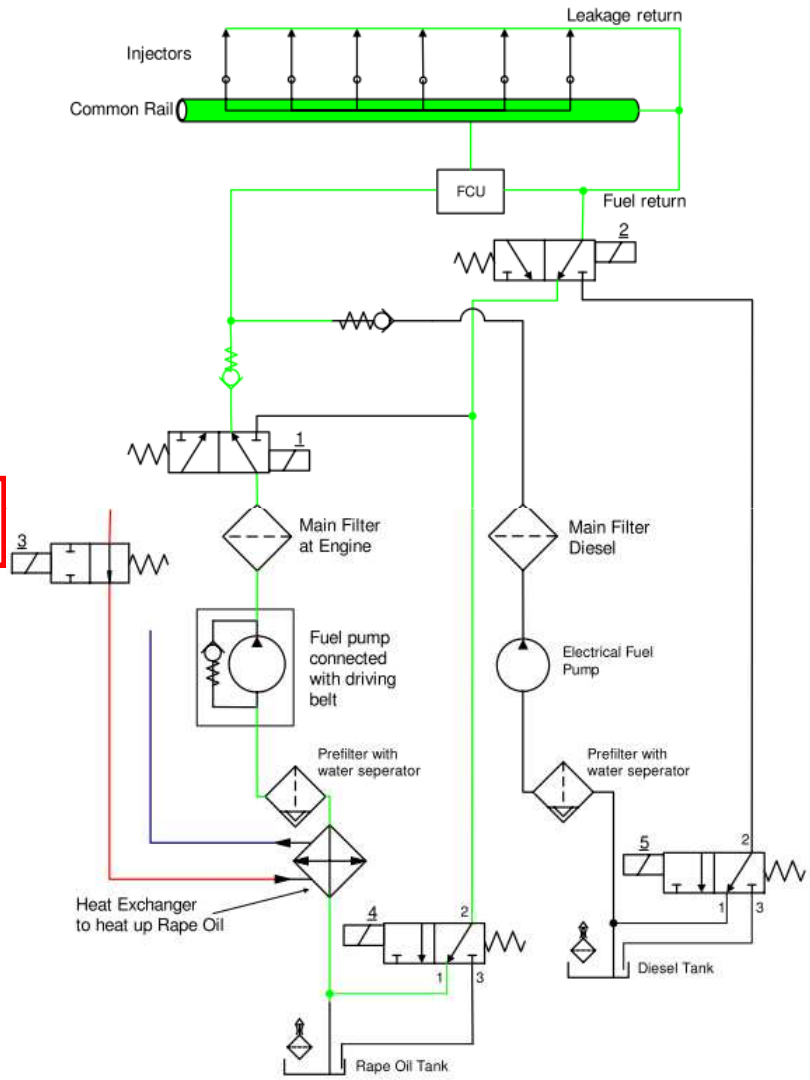 Leakage return
Injectors
Common Rail
FCU
Fuel return
2
1
3
Main Filter
at Engine
Main Filter
Diesel
Fuel pump
connected
with driving
belt
Electrical Fuel
Pump
Prefilter with
water seperator
Prefilter with
water seperator
5
2
1
3
Heat Exchanger
to heat up Rape Oil
4
2
1
3
Diesel Tank
Rape Oil Tank